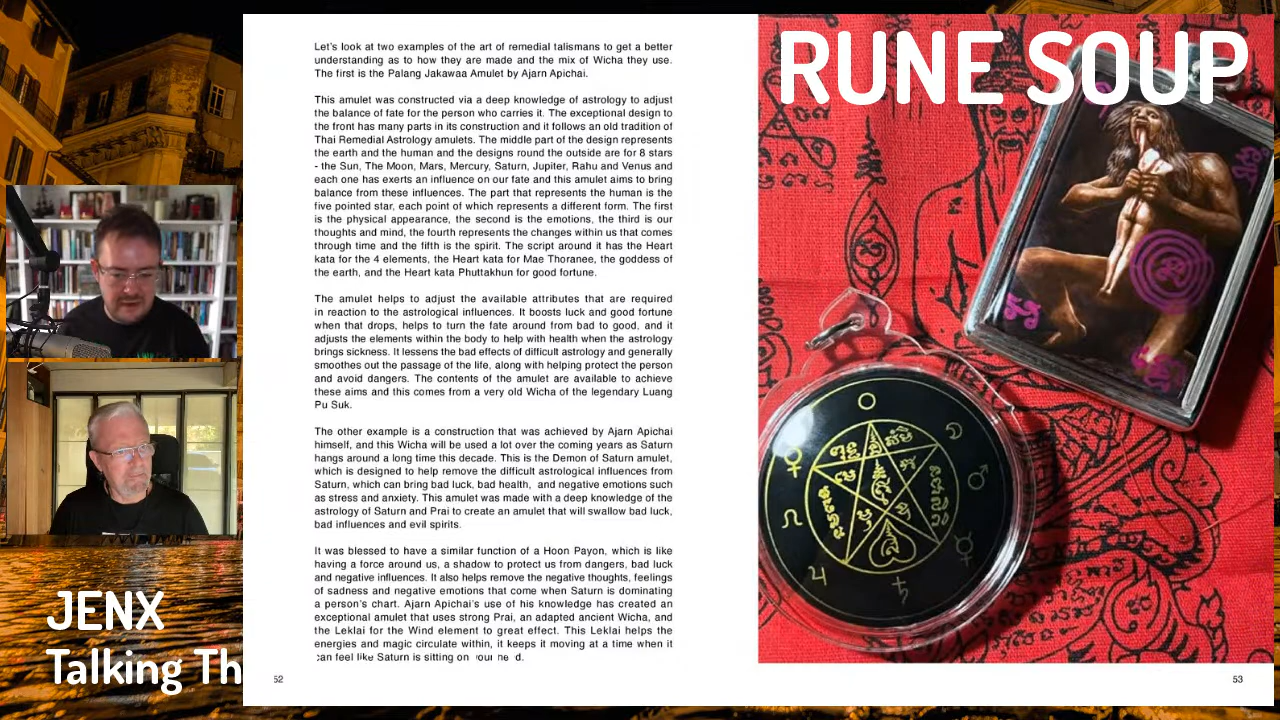 RUNE SOUP
Let's look at two examples of the art of remedial talismans to get a better
understanding as to how they are made and the mix of Wicha they use.
The first is the Palang Jakawaa Amulet by Ajarn Apichai.
This amulet was constructed via a deep knowledge of astrology to adjust
the balance of fate for the person who carries it. The exceptional design to
the front has many parts in its construction and it follows an old tradition of
Thai Remedial Astrology amulets. The middle part of the design represents
the earth and the human and the designs round the outside are for 8 stars
- the Sun, The Moon, Mars, Mercury, Saturn, Jupiter, Rahu and Venus and
each one has exerts an influence on our fate and this amulet aims to bring
balance from these influences. The part that represents the human is the
five pointed star, each point of which represents a different form. The first
is the physical appearance, the second is the emotions, the third is our
thoughts and mind, the fourth represents the changes within us that comes
through time and the fifth is the spirit. The script around it has the Heart
kata for the 4 elements, the Heart kata for Mae Thoranee, the goddess of
the earth, and the Heart kata Phuttakhun for good fortune.
The amulet helps to adjust the available attributes that are required
in reaction to the astrological influences. It boosts luck and good fortune
when that drops, helps to turn the fate around from bad to good, and it
adjusts the elements within the body to help with health when the astrology
brings sickness. It lessens the bad effects of difficult astrology and generally
smoothes out the passage of the life, along with helping protect the person
and avoid dangers. The contents of the amulet are available to achieve
these aims and this comes from a very old Wicha of the legendary Luang
Pu Suk.
The other example is a construction that was achieved by Ajarn Apichai
himself, and this Wicha will be used a lot over the coming years as Saturn
hangs around a long time this decade. This is the Demon of Saturn amulet,
which is designed to help remove the difficult astrological influences from
Saturn, which can bring bad luck, bad health, and negative emotions such
as stress and anxiety. This amulet was made with a deep knowledge of the
astrology of Saturn and Prai to create an amulet that will swallow bad luck,
bad influences and evil spirits.
It was blessed to have a similar function of a Hoon Payon, which is like
having a force around us, a shadow to protect us from dangers, bad luck
and negative influences. It also helps remove the negative thoughts, feelings
of sadness and negative emotions that come when Saturn is dominating
a person's chart. Ajarn Apichai's use of his knowledge has created an
exceptional amulet that uses strong Prai, an adapted ancient Wicha, and
the Leklai for the Wind element to great effect. This Leklai helps the
energies and magic circulate within, it keeps it moving at a time when it
can feel like Saturn is sitting on your
52
53
JENX
Talking Th